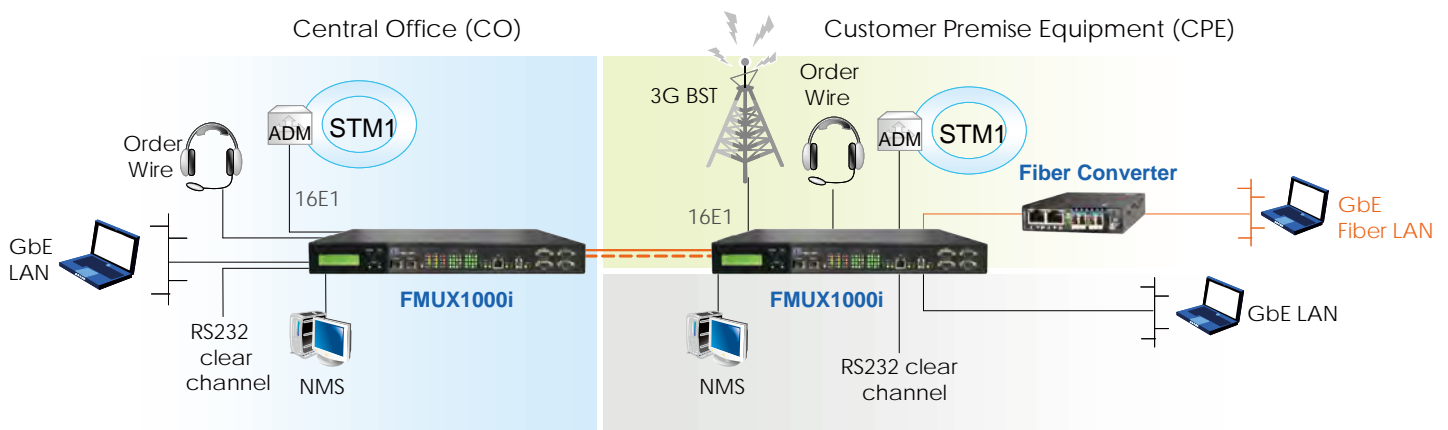 Central Office (CO)
Customer Premise Equipment (CPE)
Order
Wire
ADM
STM1
16E1
GbE
LAN
FMUX1000i
RS232
clear
channel
NMS
3G BST
Order
Wire
ADM
STM1
16E1
Fiber Converter
GbE
Fiber LAN
FMUX1000i
GbE LAN
NMS
RS232 clear
channel